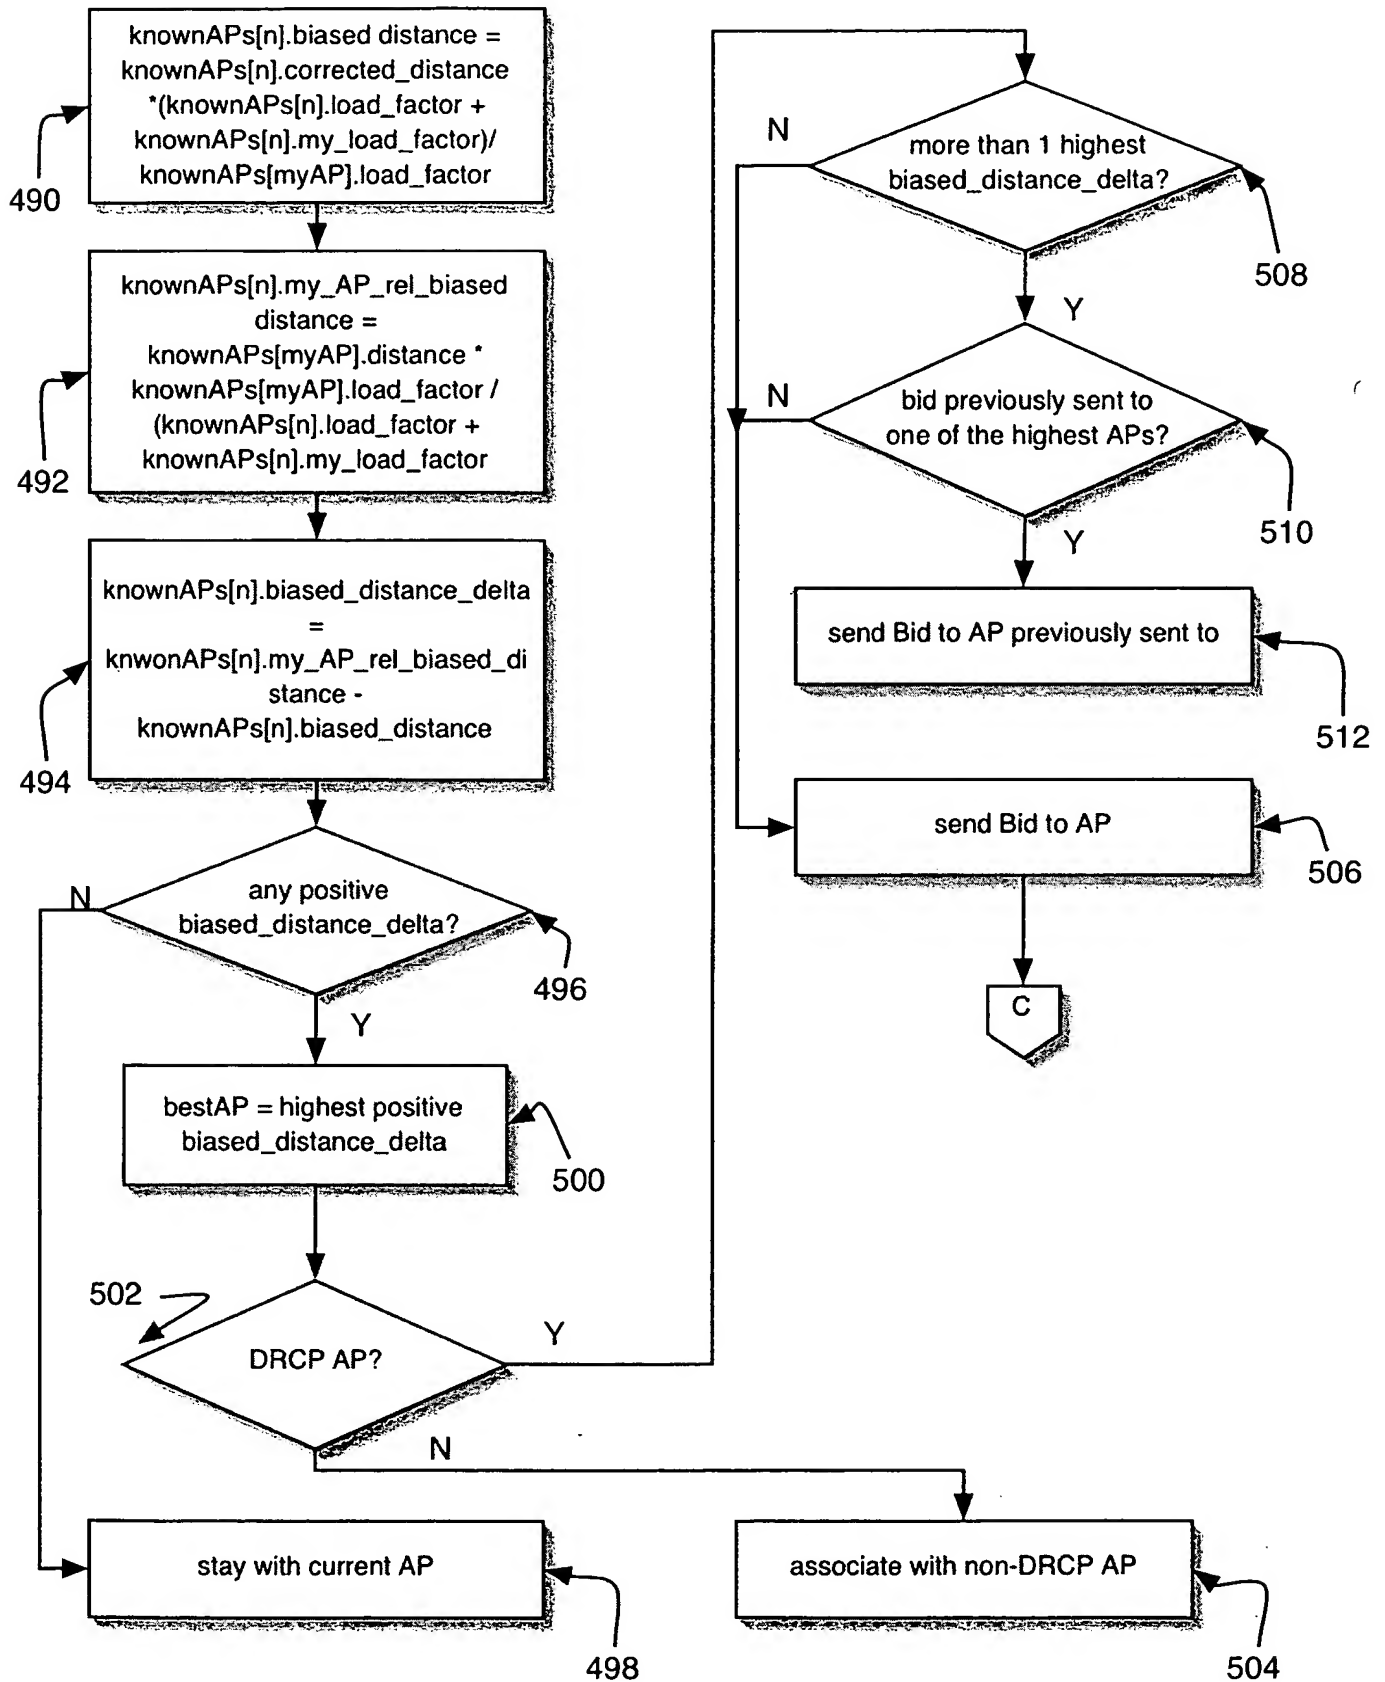 knownAPs[n].biased distance =
knownAPs[n].corrected_distance
*(knownAPs[n].load_factor +
knownAPs[n].my_load_factor)/
knownAPs[myAP].load_factor
490
knownAPs[n].my_AP_rel_biased
distance =
knownAPs[myAP].distance *
knownAPs[myAP].load_factor /
(knownAPs[n].load_factor +
knownAPs[n].my_load_factor
492
knownAPs[n].biased_distance_delta
=
knwonAPs[n].my_AP_rel_biased_di
stance -
knownAPs[n].biased_distance
494
any positive
biased_distance_delta?
N
496
Y
bestAP = highest positive
biased_distance_delta
500
502
DRCP AP?
Y
N
stay with current AP
498
associate with non-DRCP AP
504
more than 1 highest
biased_distance_delta?
N
508
Y
bid previously sent to
one of the highest APs?
N
510
Y
send Bid to AP previously sent to
512
send Bid to AP
506
C